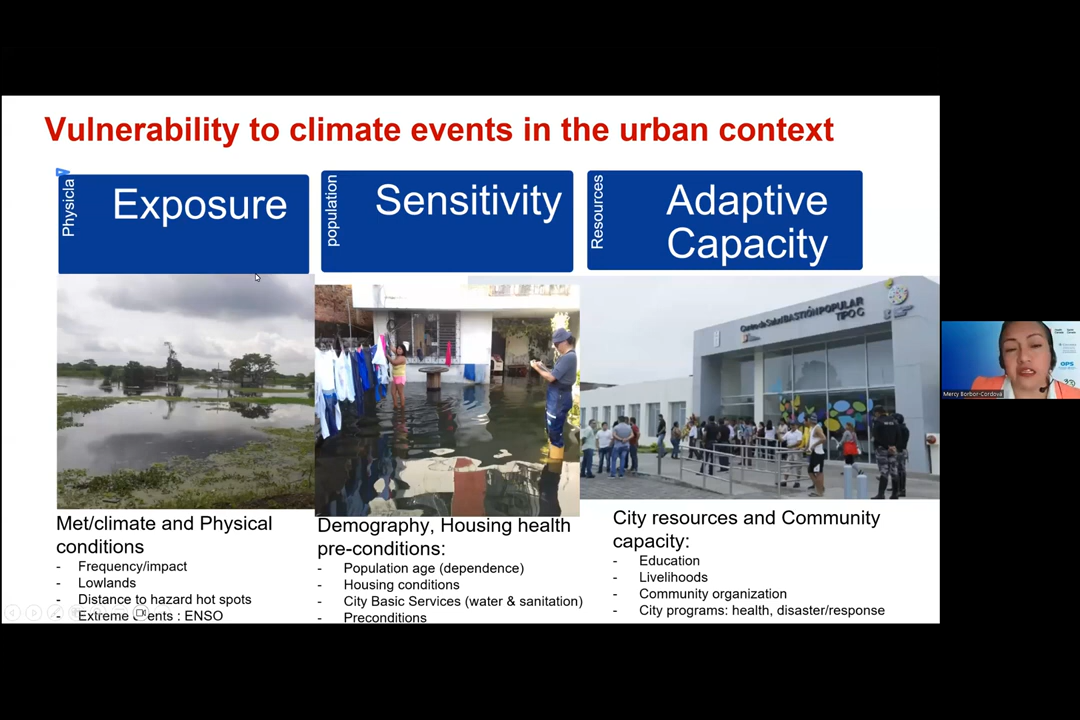 Vulnerability to climate events in the urban context
Physicla
Exposure
population
Sensitivity
Resources
Adaptive
Capacity
Centro de Salud BASTIÓN POPULAR
TIPO C
Met/climate and Physical
conditions
- Frequency/impact
- Lowlands
- Distance to hazard hot spots
- Extreme events : ENSO
Demography, Housing health
pre-conditions:
- Population age (dependence)
- Housing conditions
- City Basic Services (water & sanitation)
- Preconditions
City resources and Community
capacity:
- Education
- Livelihoods
- Community organization
- City programs: health, disaster/response
OPS
Mercy Borbor-Cordova